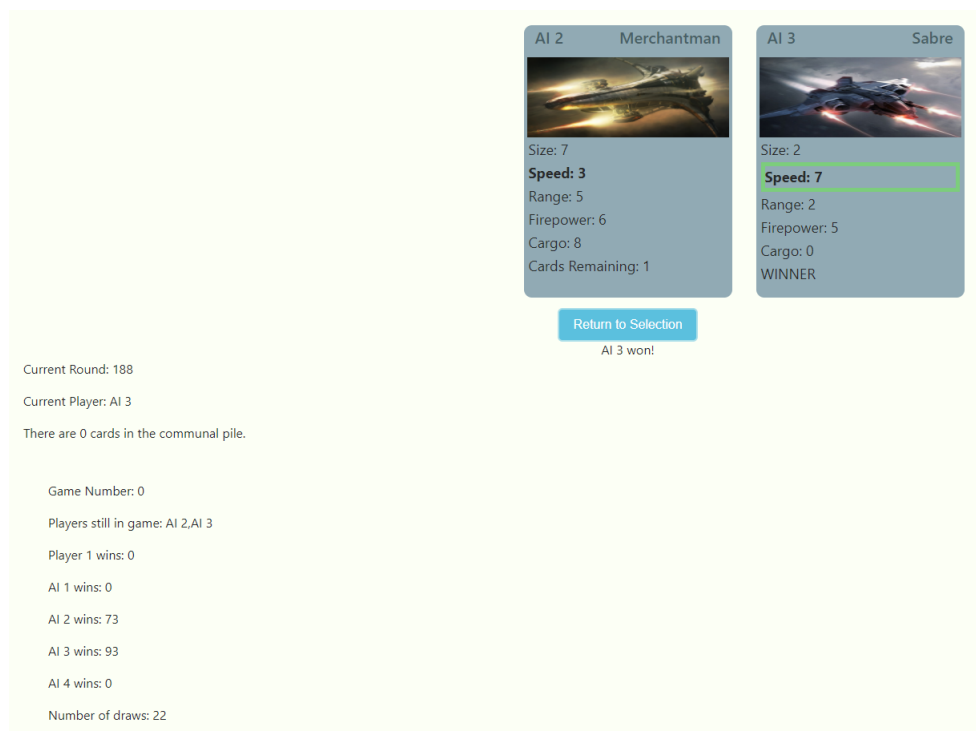 AI 2 Merchantman
Size: 7
Speed: 3
Range: 5
Firepower: 6
Cargo: 8
Cards Remaining: 1
AI 3 Sabre
Size: 2
Speed: 7
Range: 2
Firepower: 5
Cargo: 0
WINNER
Return to Selection
AI 3 won!
Current Round: 188
Current Player: AI 3
There are 0 cards in the communal pile.
Game Number: 0
Players still in game: AI 2,AI 3
Player 1 wins: 0
AI 1 wins: 0
AI 2 wins: 73
AI 3 wins: 93
AI 4 wins: 0
Number of draws: 22